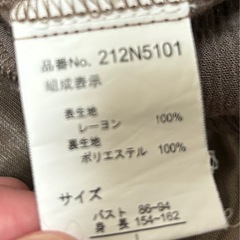 品番No. 212N5101
組成表示
表生地
レーヨン 100%
裏生地
ポリエステル 100%
サイズ
バスト 86~94
身長 154~162